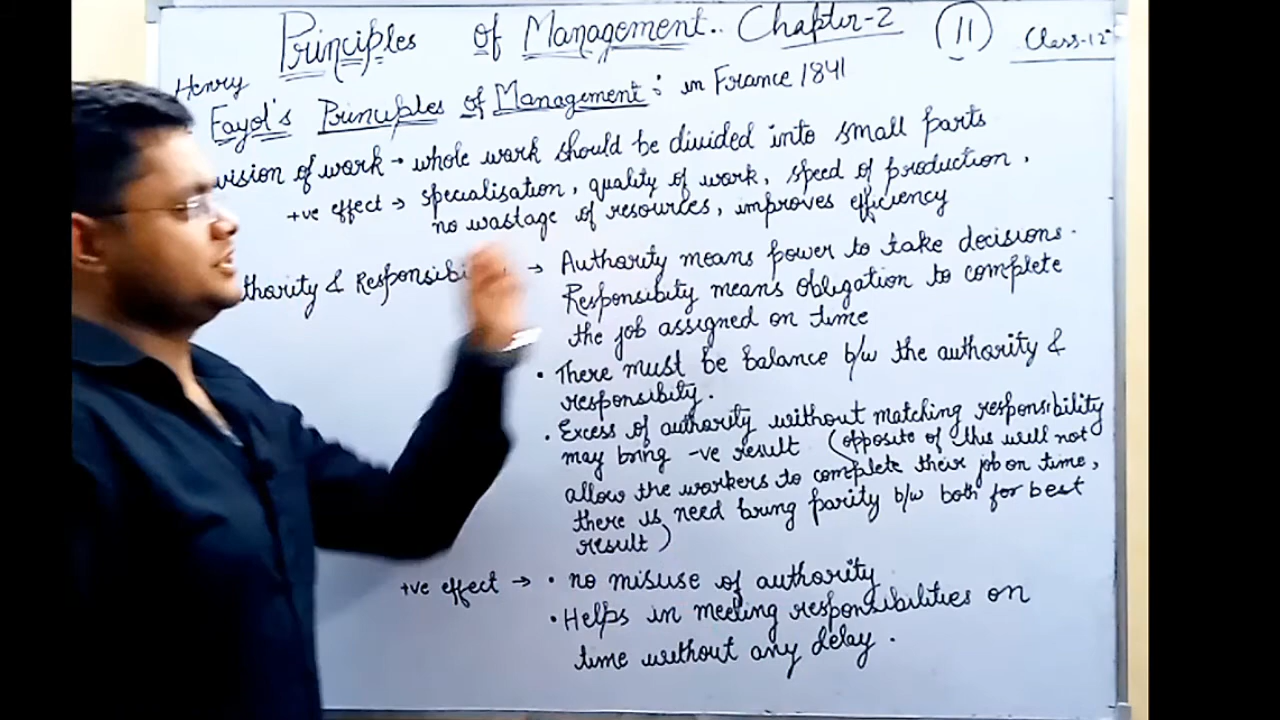 Principles of Management.. Chapter-2 (11) Class-12th
Henry
Fayol's Principles of Management: in France 1841
vision of work → whole work should be divided into small parts
+ve effect → specialisation, quality of work, speed of production,
no wastage of resources, improves efficiency
thority & Responsibi → Authority means power to take decisions.
Responsibity means obligation to complete
the job assigned on time
• There must be balance b/w the authority &
responsibity.
• Excess of authority without matching responsibility
may bring -ve result (opposite of this will not
allow the workers to complete their job on time,
there is need bring parity b/w both for best
result)
+ve effect → • no misuse of authority
• Helps in meeting responsibilities on
time without any delay.